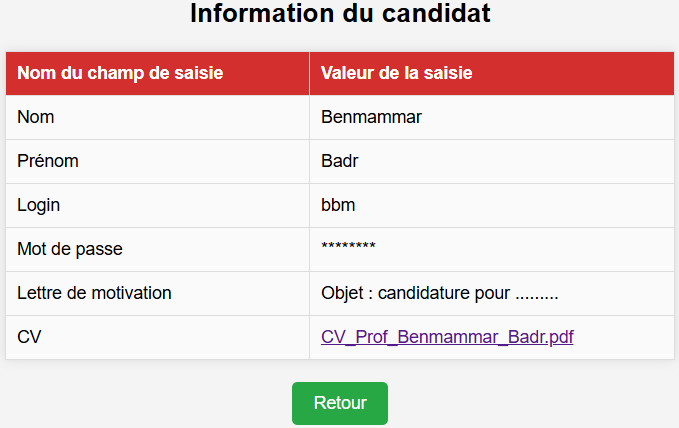 Information du candidat
Nom du champ de saisie Valeur de la saisie
Nom Benmammar
Prénom Badr
Login bbm
Mot de passe ********
Lettre de motivation Objet : candidature pour .........
CV CV_Prof_Benmammar_Badr.pdf
Retour